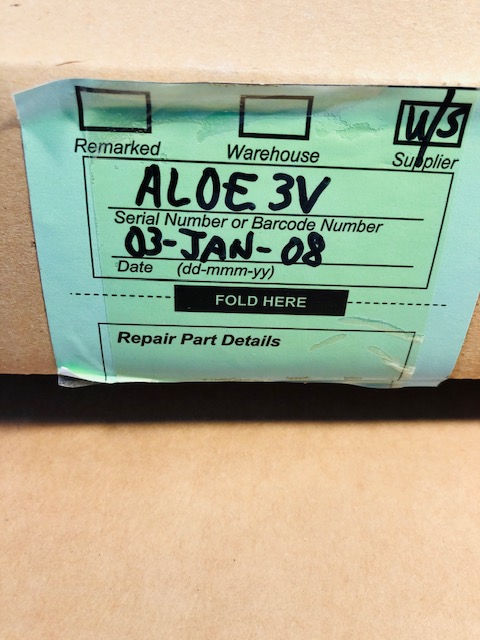 U/S
Remarked Warehouse Supplier
ALOE 3V
Serial Number or Barcode Number
03-JAN-08
Date (dd-mmm-yy)
FOLD HERE
Repair Part Details